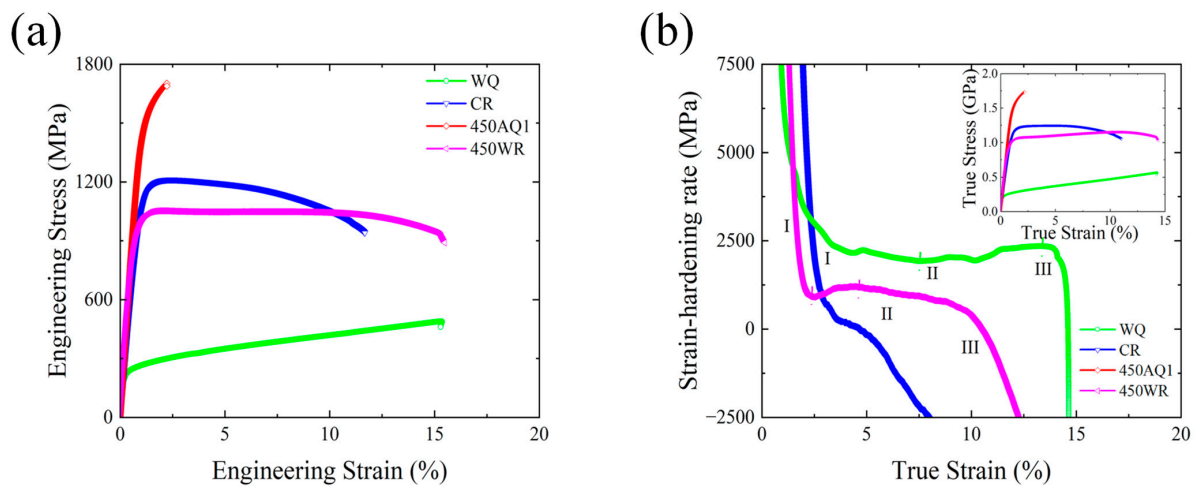 (a)
1800
1200
600
0
0
5
10
15
20
Engineering Stress (MPa)
Engineering Strain (%)
WQ
CR
450AQ1
450WR
(b)
7500
5000
2500
0
−2500
0
5
10
15
20
Strain-hardening rate (MPa)
True Strain (%)
I
I
II
III
II
III
WQ
CR
450AQ1
450WR
2.0
1.5
1.0
0.5
0.0
0
5
10
15
True Stress (GPa)
True Strain (%)